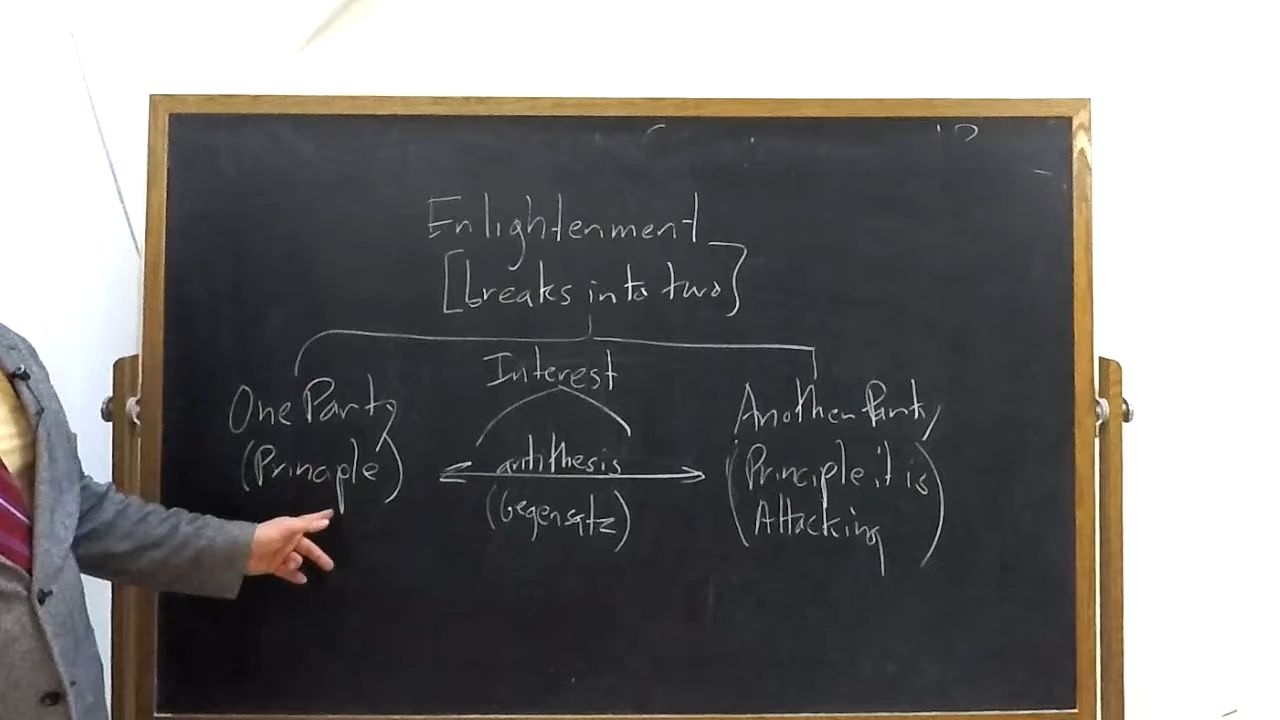 Enlightenment
[breaks into two]
Interest
One Party
(Principle)
antithesis
(Gegensatz)
Another Party
(Principle it is
Attacking)